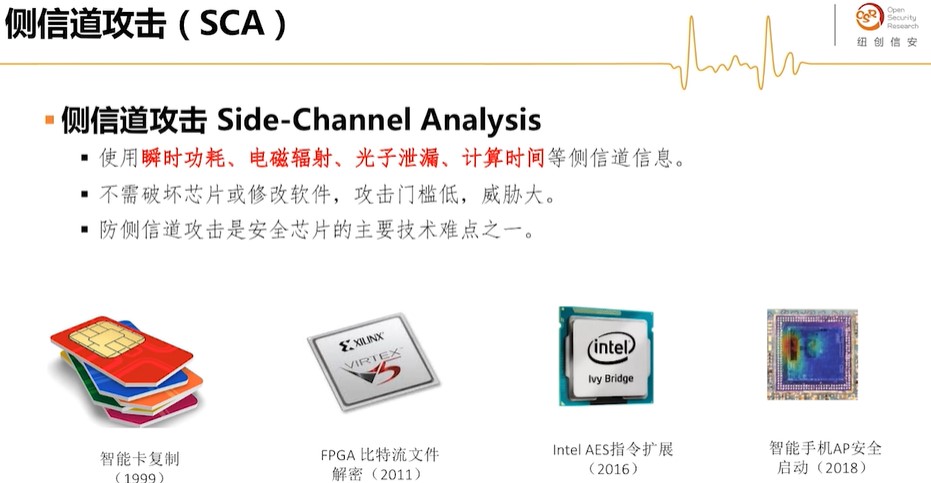 侧信道攻击（SCA）
OSR
Open
Security
Research
纽创信安
侧信道攻击 Side-Channel Analysis
使用瞬时功耗、电磁辐射、光子泄漏、计算时间等侧信道信息。
不需破坏芯片或修改软件，攻击门槛低，威胁大。
防侧信道攻击是安全芯片的主要技术难点之一。
XILINX
VIRTEX
5
intel
Ivy Bridge
智能卡复制
（1999）
FPGA 比特流文件
解密（2011）
Intel AES指令扩展
（2016）
智能手机AP安全
启动（2018）